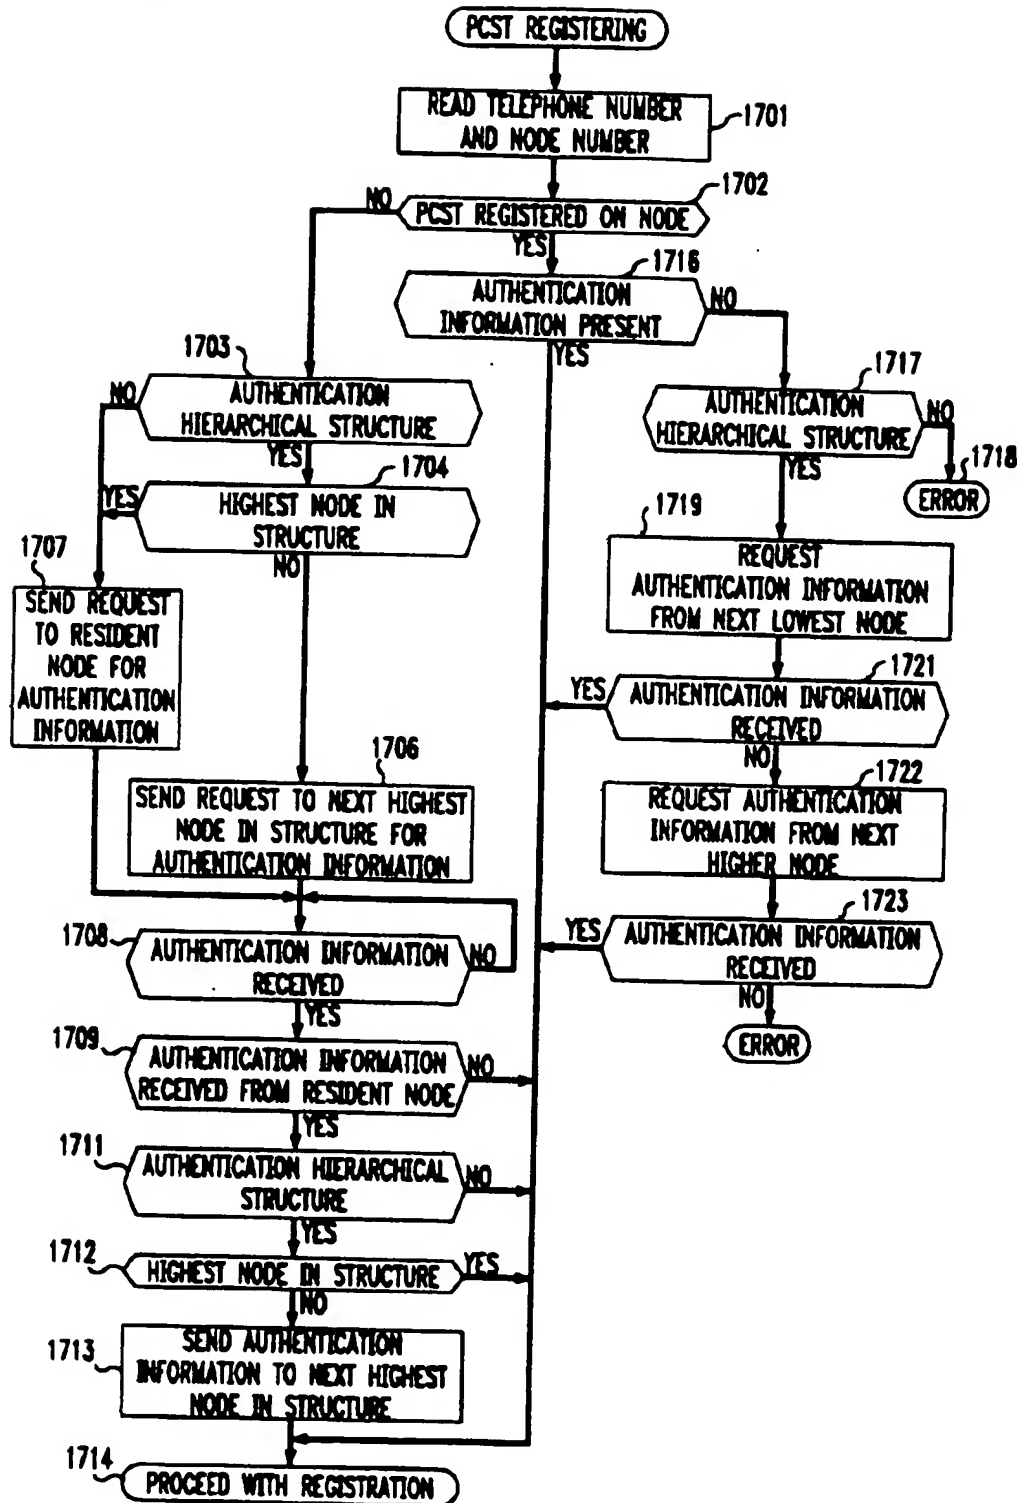 PCST REGISTERING
READ TELEPHONE NUMBER
AND NODE NUMBER
1701
1702
NO
PCST REGISTERED ON NODE
YES
1716
AUTHENTICATION
INFORMATION PRESENT
NO
YES
1703
NO
AUTHENTICATION
HIERARCHICAL STRUCTURE
YES
1704
YES
HIGHEST NODE IN
STRUCTURE
NO
1707
SEND REQUEST
TO RESIDENT
NODE FOR
AUTHENTICATION
INFORMATION
1706
SEND REQUEST TO NEXT HIGHEST
NODE IN STRUCTURE FOR
AUTHENTICATION INFORMATION
1717
AUTHENTICATION
HIERARCHICAL STRUCTURE
NO
YES
1718
ERROR
1719
REQUEST
AUTHENTICATION INFORMATION
FROM NEXT LOWEST NODE
1721
YES
AUTHENTICATION INFORMATION
RECEIVED
NO
1722
REQUEST AUTHENTICATION
INFORMATION FROM NEXT
HIGHER NODE
1723
YES
AUTHENTICATION INFORMATION
RECEIVED
NO
ERROR
1708
AUTHENTICATION INFORMATION
RECEIVED
NO
YES
1709
AUTHENTICATION INFORMATION
RECEIVED FROM RESIDENT NODE
NO
YES
1711
AUTHENTICATION HIERARCHICAL
STRUCTURE
NO
YES
1712
HIGHEST NODE IN STRUCTURE
YES
NO
1713
SEND AUTHENTICATION
INFORMATION TO NEXT HIGHEST
NODE IN STRUCTURE
1714
PROCEED WITH REGISTRATION